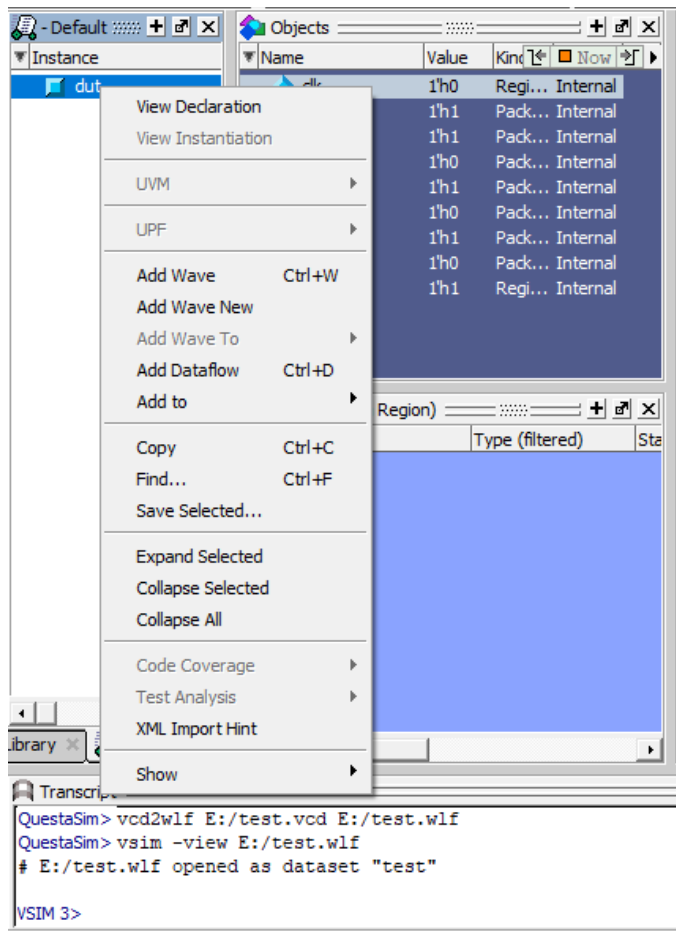 - Default
Objects
Instance
Name Value Kind Now
dut
clk 1'h0 Regi... Internal
1'h1 Pack... Internal
1'h1 Pack... Internal
1'h0 Pack... Internal
1'h1 Pack... Internal
1'h0 Pack... Internal
1'h1 Pack... Internal
1'h0 Pack... Internal
1'h1 Regi... Internal
View Declaration
View Instantiation
UVM
UPF
Add Wave Ctrl+W
Add Wave New
Add Wave To
Add Dataflow Ctrl+D
Add to
Copy Ctrl+C
Find... Ctrl+F
Save Selected...
Expand Selected
Collapse Selected
Collapse All
Code Coverage
Test Analysis
XML Import Hint
Show
Region)
Type (filtered) Sta
Library
Transcript
QuestaSim> vcd2wlf E:/test.vcd E:/test.wlf
QuestaSim> vsim -view E:/test.wlf
# E:/test.wlf opened as dataset "test"
VSIM 3>